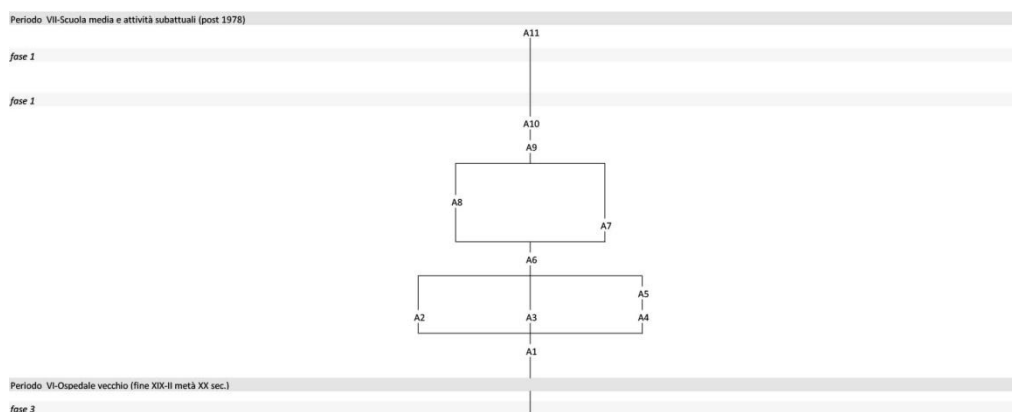 Periodo VII-Scuola media e attività subattuali (post 1978)
A11
fase 1
fase 1
A10
A9
A8
A7
A6
A5
A2 A3 A4
A1
Periodo VI-Ospedale vecchio (fine XIX-II metà XX sec.)
fase 3